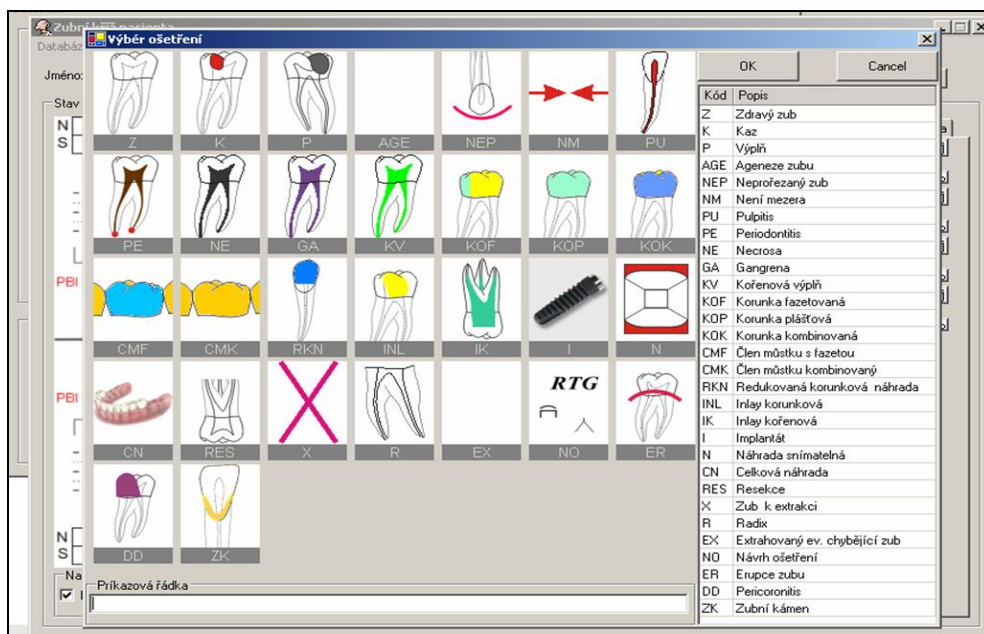 Zubní kříž pacienta
Výběr ošetření
Databáz
Jméno:
Stav
N
S
PBI
PBI
N
S
Na
OK
Cancel
Z K P AGE NEP NM PU
PE NE GA KV KOF KOP KOK
CMF CMK RKN INL IK I N
RTG
CN RES X R EX NO ER
DD ZK
Príkazová řádka
Kód Popis
Z Zdravý zub
K Kaz
P Výplň
AGE Ageneze zubu
NEP Neprořezaný zub
NM Není mezera
PU Pulpitis
PE Periodontitis
NE Necrosa
GA Gangrena
KV Kořenová výplň
KOF Korunka fazetovaná
KOP Korunka plášťová
KOK Korunka kombinovaná
CMF Člen můstku s fazetou
CMK Člen můstku kombinovaný
RKN Redukovaná korunková náhrada
INL Inlay korunková
IK Inlay kořenová
I Implantát
N Náhrada snímatelná
CN Celková náhrada
RES Resekce
X Zub k extrakci
R Radix
EX Extrahovaný ev. chybějící zub
NO Návrh ošetření
ER Erupce zubu
DD Pericoronitis
ZK Zubní kámen